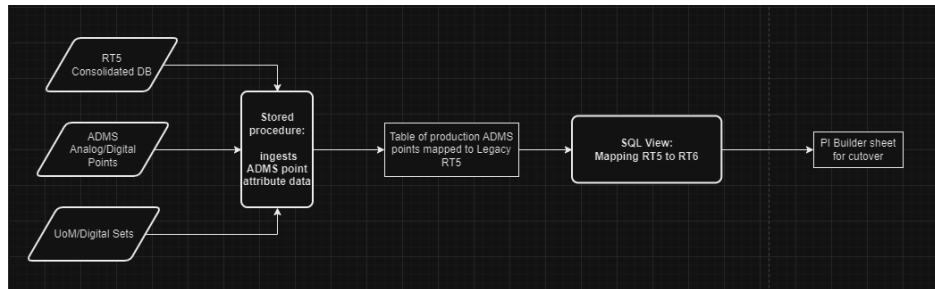 RT5
Consolidated DB
ADMS
Analog/Digital
Points
UoM/Digital Sets
Stored
procedure:
ingests
ADMS point
attribute data
Table of production ADMS
points mapped to Legacy
RT5
SQL View:
Mapping RT5 to RT6
PI Builder sheet
for cutover